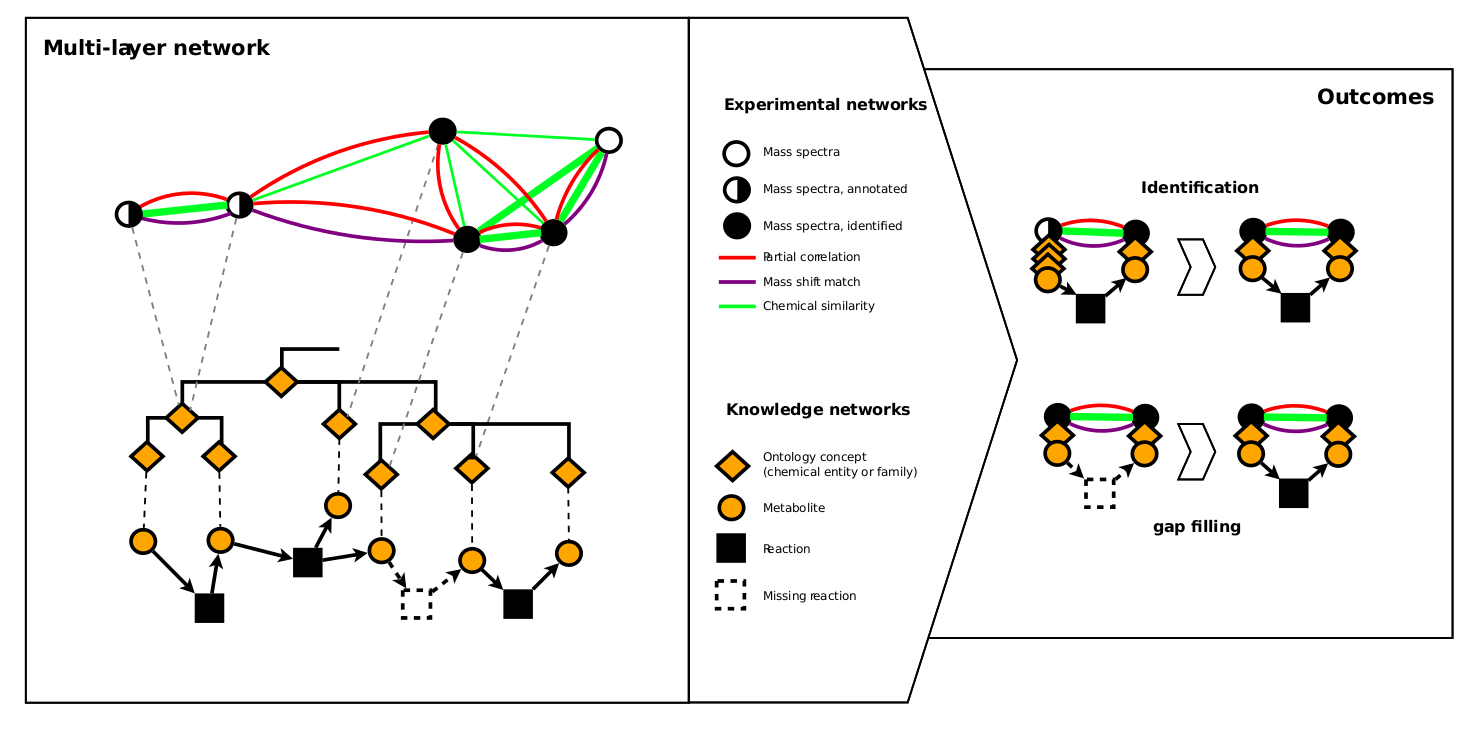 Multi-layer network
Experimental networks
Mass spectra
Mass spectra, annotated
Mass spectra, identified
Partial correlation
Mass shift match
Chemical similarity
Knowledge networks
Ontology concept
(chemical entity or family)
Metabolite
Reaction
Missing reaction
Outcomes
Identification
gap filling